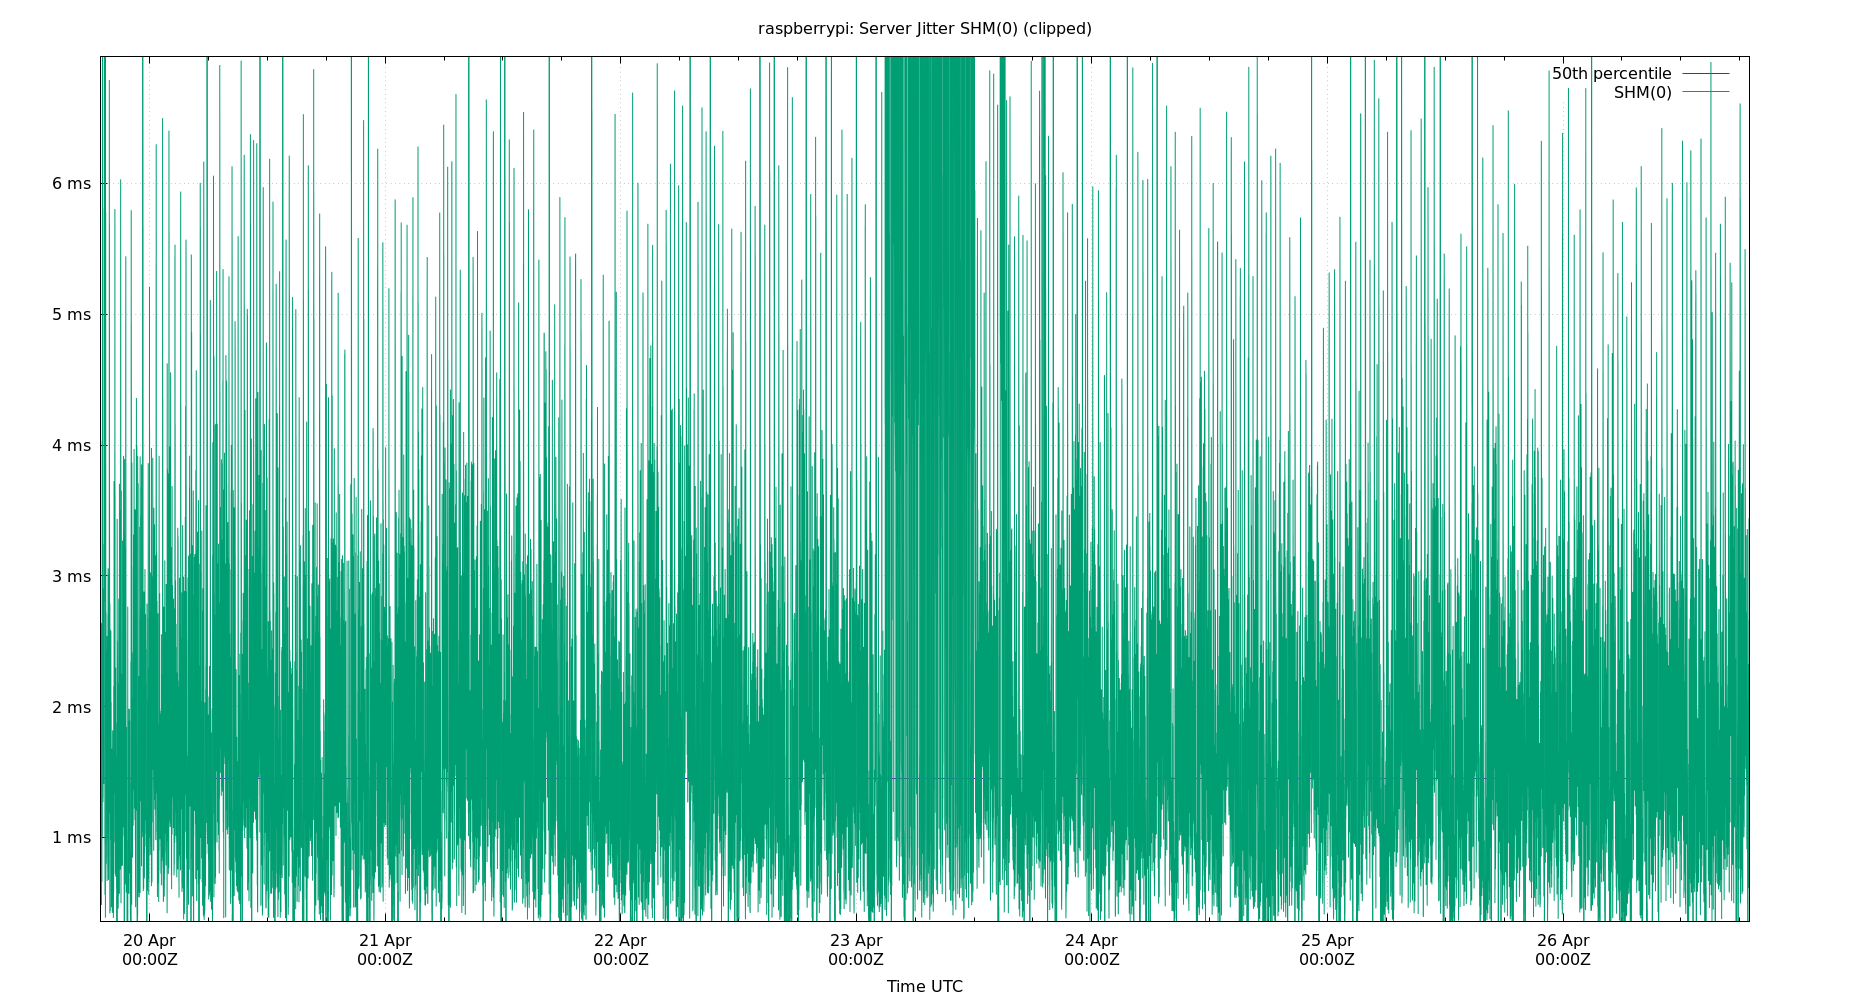 raspberrypi: Server Jitter SHM(0) (clipped)
50th percentile
SHM(0)
6 ms
5 ms
4 ms
3 ms
2 ms
1 ms
20 Apr 21 Apr 22 Apr 23 Apr 24 Apr 25 Apr 26 Apr
00:00Z 00:00Z 00:00Z 00:00Z 00:00Z 00:00Z 00:00Z
Time UTC